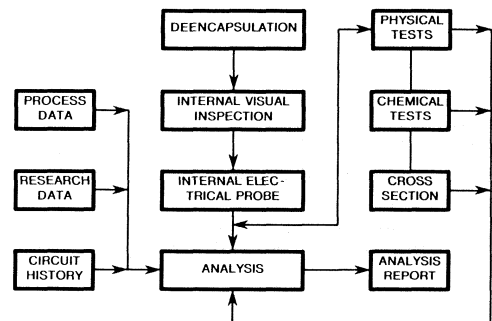 DEENCAPSULATION
PHYSICAL
TESTS
PROCESS
DATA
INTERNAL VISUAL
INSPECTION
CHEMICAL
TESTS
RESEARCH
DATA
INTERNAL ELEC-
TRICAL PROBE
CROSS
SECTION
CIRCUIT
HISTORY
ANALYSIS
ANALYSIS
REPORT